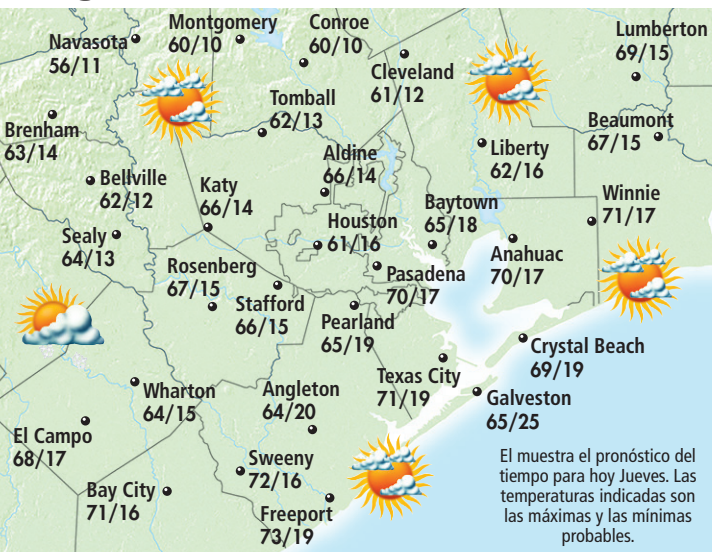 Navasota
56/11
Montgomery
60/10
Conroe
60/10
Cleveland
61/12
Lumberton
69/15
Tomball
62/13
Brenham
63/14
Beaumont
67/15
Liberty
62/16
Aldine
66/14
Bellville
62/12
Katy
66/14
Baytown
65/18
Winnie
71/17
Houston
61/16
Sealy
64/13
Anahuac
70/17
Rosenberg
67/15
Pasadena
70/17
Stafford
66/15
Pearland
65/19
Crystal Beach
69/19
Texas City
71/19
Wharton
64/15
Angleton
64/20
Galveston
65/25
El Campo
68/17
Sweeny
72/16
Bay City
71/16
Freeport
73/19
El muestra el pronóstico del
tiempo para hoy Jueves. Las
temperaturas indicadas son
las máximas y las mínimas
probables.